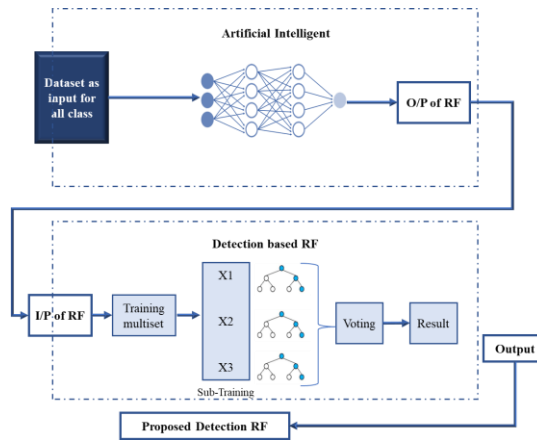 Artificial Intelligent
Dataset as
input for
all class
O/P of RF
Detection based RF
I/P of RF
Training
multiset
X1
X2
X3
Sub-Training
Voting
Result
Output
Proposed Detection RF